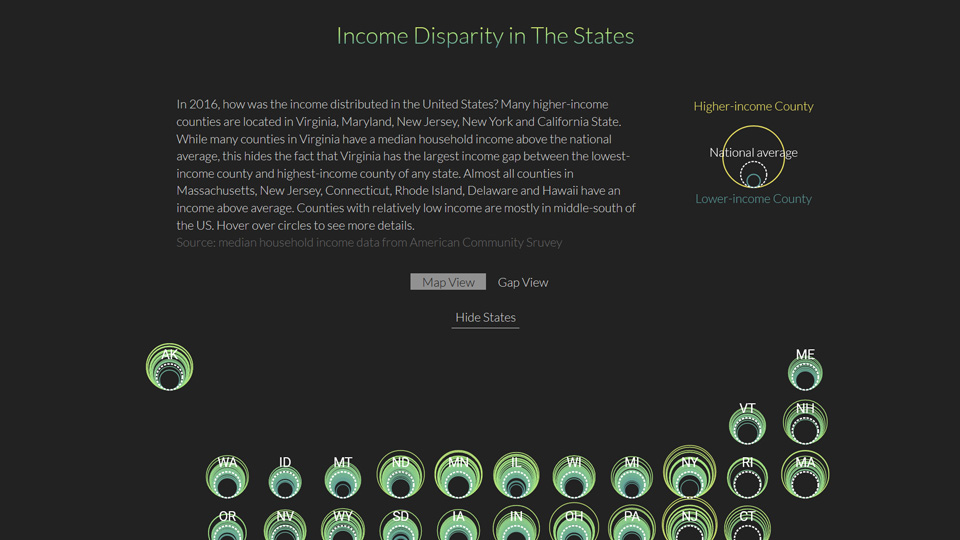 Income Disparity in The States
In 2016, how was the income distributed in the United States? Many higher-income
counties are located in Virginia, Maryland, New Jersey, New York and California State.
While many counties in Virginia have a median household income above the national
average, this hides the fact that Virginia has the largest income gap between the lowest-
income county and highest-income county of any state. Almost all counties in
Massachusetts, New Jersey, Connecticut, Rhode Island, Delaware and Hawaii have an
income above average. Counties with relatively low income are mostly in middle-south of
the US. Hover over circles to see more details.
Source: median household income data from American Community Sruvey
Higher-income County
National average
Lower-income County
Map View Gap View
Hide States
AK ME
VT NH
WA ID MT ND MN IL WI MI NY RI MA
OR NV WY SD IA IN OH PA NJ CT